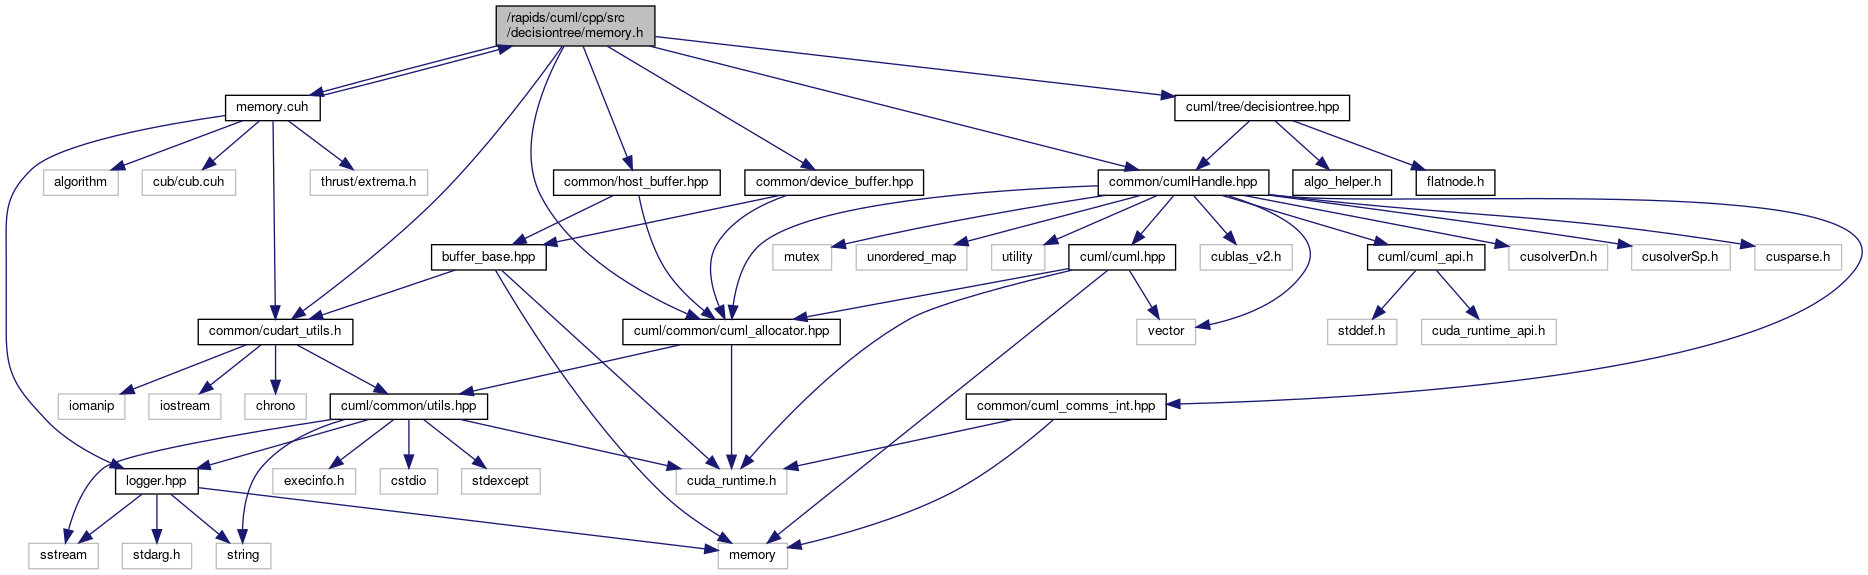 /rapids/cuml/cpp/src
/decisiontree/memory.h
memory.cuh
cuml/tree/decisiontree.hpp
algorithm
cub/cub.cuh
thrust/extrema.h
common/host_buffer.hpp
common/device_buffer.hpp
common/cumlHandle.hpp
algo_helper.h
flatnode.h
buffer_base.hpp
mutex
unordered_map
utility
cuml/cuml.hpp
cublas_v2.h
cuml/cuml_api.h
cusolverDn.h
cusolverSp.h
cusparse.h
common/cudart_utils.h
cuml/common/cuml_allocator.hpp
vector
stddef.h
cuda_runtime_api.h
iomanip
iostream
chrono
cuml/common/utils.hpp
common/cuml_comms_int.hpp
logger.hpp
execinfo.h
cstdio
stdexcept
cuda_runtime.h
sstream
stdarg.h
string
memory